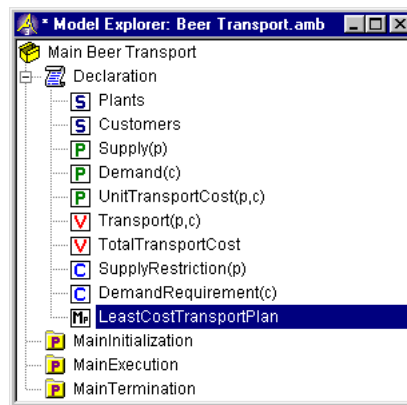 * Model Explorer: Beer Transport.amb
Main Beer Transport
Declaration
S Plants
S Customers
P Supply(p)
P Demand(c)
P UnitTransportCost(p,c)
V Transport(p,c)
V TotalTransportCost
C SupplyRestriction(p)
C DemandRequirement(c)
MP LeastCostTransportPlan
P MainInitialization
P MainExecution
P MainTermination